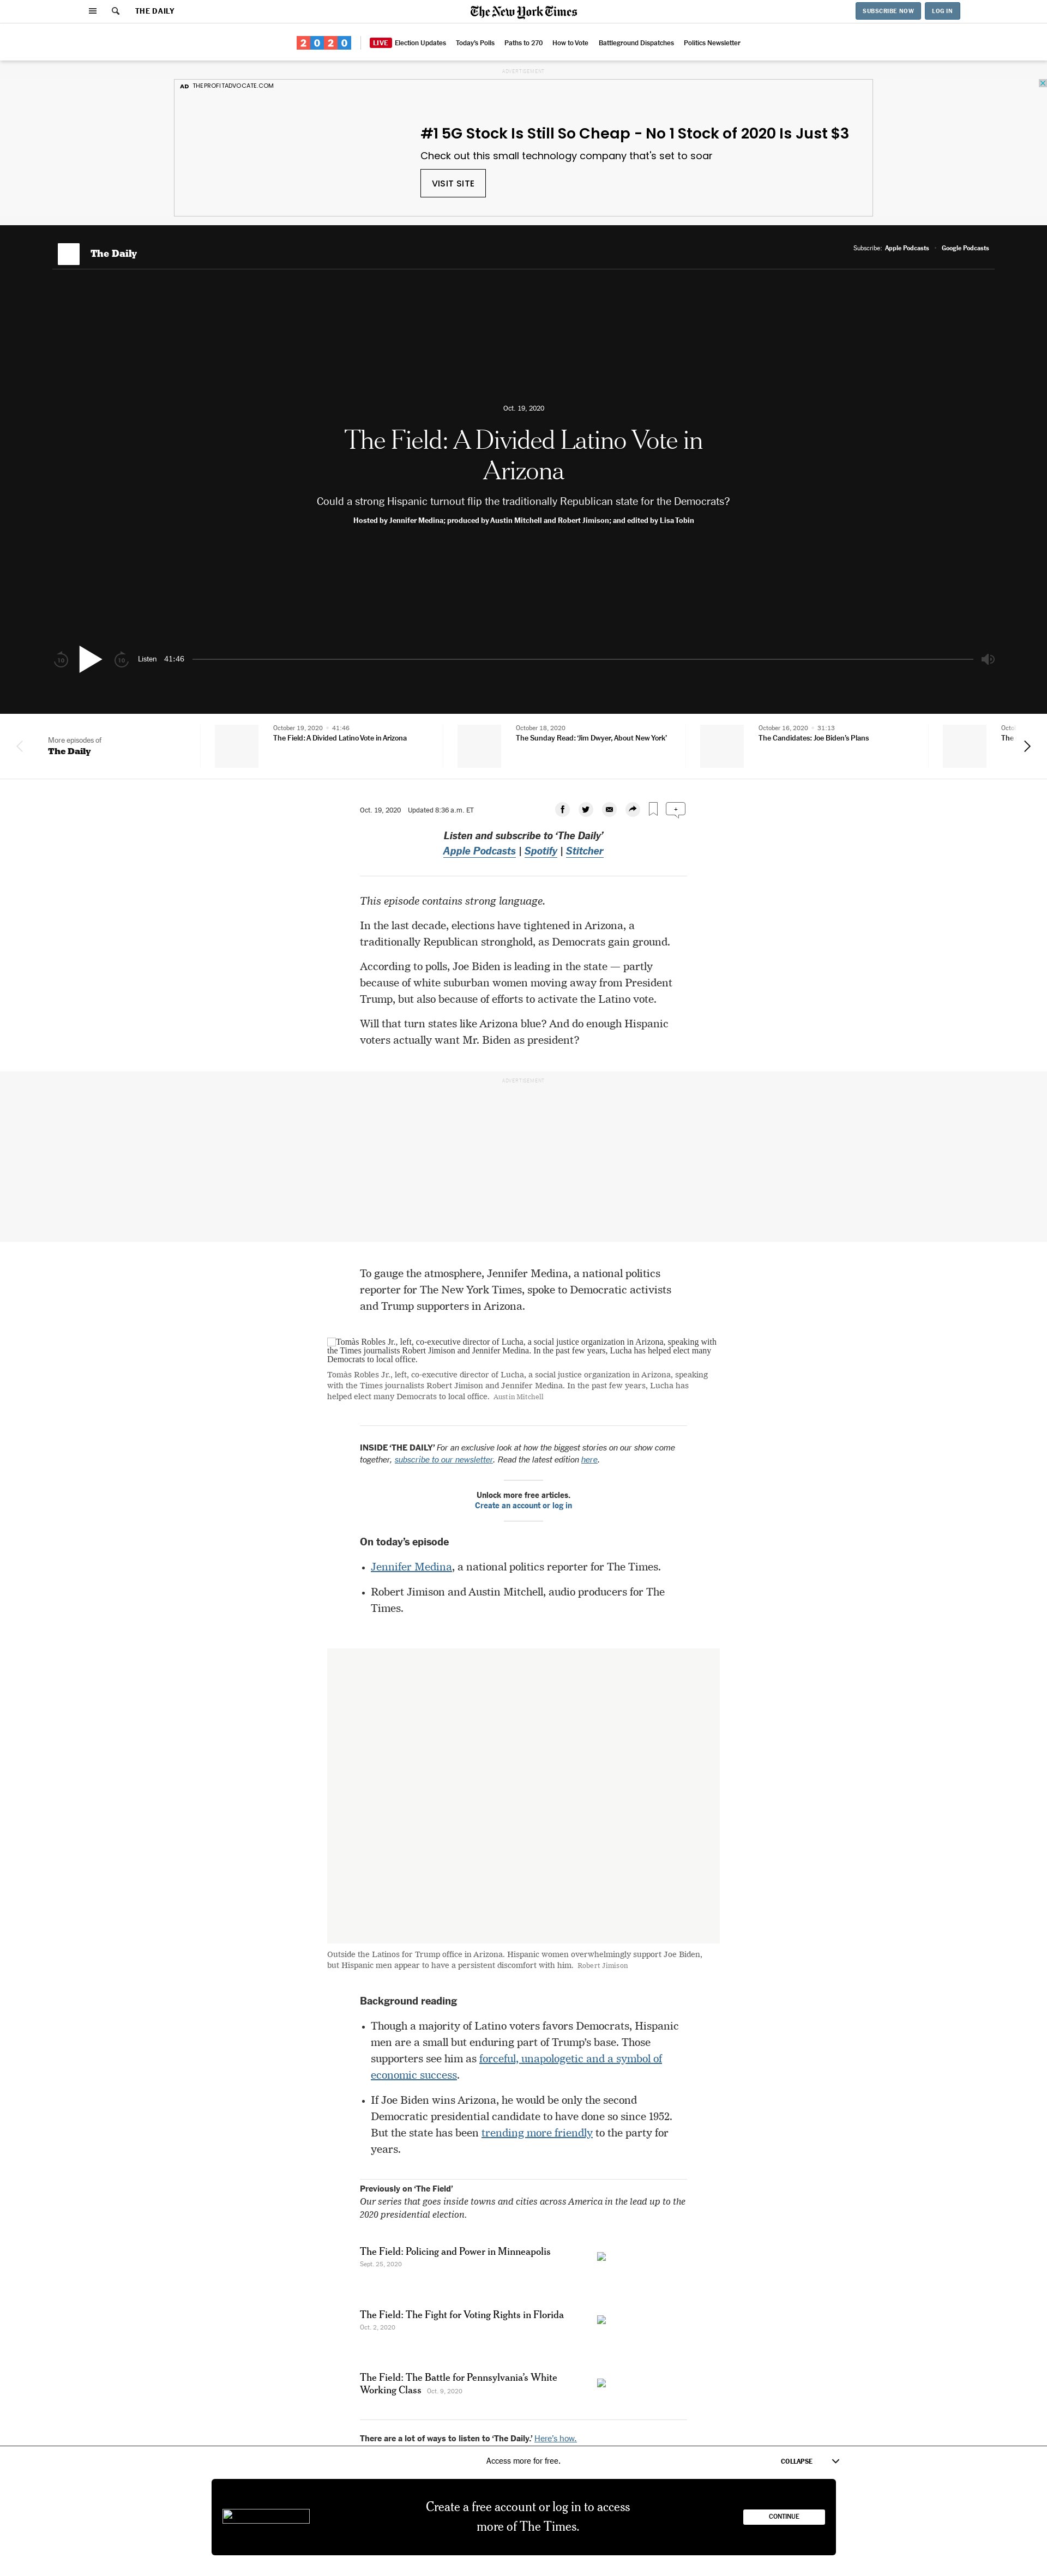 THE DAILY
The New York Times
SUBSCRIBE NOW
LOG IN
2020
LIVE Election Updates Today's Polls Paths to 270 How to Vote Battleground Dispatches Politics Newsletter
ADVERTISEMENT
AD THEPROFITADVOCATE.COM
#1 5G Stock Is Still So Cheap - No 1 Stock of 2020 Is Just $3
Check out this small technology company that's set to soar
VISIT SITE
The Daily
Subscribe: Apple Podcasts · Google Podcasts
Oct. 19, 2020
The Field: A Divided Latino Vote in
Arizona
Could a strong Hispanic turnout flip the traditionally Republican state for the Democrats?
Hosted by Jennifer Medina; produced by Austin Mitchell and Robert Jimison; and edited by Lisa Tobin
10
10
Listen 41:46
More episodes of
The Daily
October 19, 2020 · 41:46
The Field: A Divided Latino Vote in Arizona
October 18, 2020
The Sunday Read: ‘Jim Dwyer, About New York’
October 16, 2020 · 31:13
The Candidates: Joe Biden’s Plans
Octo
The
Oct. 19, 2020 Updated 8:36 a.m. ET
+
Listen and subscribe to ‘The Daily’
Apple Podcasts | Spotify | Stitcher
This episode contains strong language.
In the last decade, elections have tightened in Arizona, a
traditionally Republican stronghold, as Democrats gain ground.
According to polls, Joe Biden is leading in the state — partly
because of white suburban women moving away from President
Trump, but also because of efforts to activate the Latino vote.
Will that turn states like Arizona blue? And do enough Hispanic
voters actually want Mr. Biden as president?
ADVERTISEMENT
To gauge the atmosphere, Jennifer Medina, a national politics
reporter for The New York Times, spoke to Democratic activists
and Trump supporters in Arizona.
Tomàs Robles Jr., left, co-executive director of Lucha, a social justice organization in Arizona, speaking with
the Times journalists Robert Jimison and Jennifer Medina. In the past few years, Lucha has helped elect many
Democrats to local office.
Tomàs Robles Jr., left, co-executive director of Lucha, a social justice organization in Arizona, speaking
with the Times journalists Robert Jimison and Jennifer Medina. In the past few years, Lucha has
helped elect many Democrats to local office. Austin Mitchell
INSIDE ‘THE DAILY’ For an exclusive look at how the biggest stories on our show come
together, subscribe to our newsletter. Read the latest edition here.
Unlock more free articles.
Create an account or log in
On today’s episode
• Jennifer Medina, a national politics reporter for The Times.
• Robert Jimison and Austin Mitchell, audio producers for The
Times.
Outside the Latinos for Trump office in Arizona. Hispanic women overwhelmingly support Joe Biden,
but Hispanic men appear to have a persistent discomfort with him. Robert Jimison
Background reading
• Though a majority of Latino voters favors Democrats, Hispanic
men are a small but enduring part of Trump’s base. Those
supporters see him as forceful, unapologetic and a symbol of
economic success.
• If Joe Biden wins Arizona, he would be only the second
Democratic presidential candidate to have done so since 1952.
But the state has been trending more friendly to the party for
years.
Previously on ‘The Field’
Our series that goes inside towns and cities across America in the lead up to the
2020 presidential election.
The Field: Policing and Power in Minneapolis
Sept. 25, 2020
The Field: The Fight for Voting Rights in Florida
Oct. 2, 2020
The Field: The Battle for Pennsylvania’s White
Working Class Oct. 9, 2020
There are a lot of ways to listen to ‘The Daily.’ Here’s how.
Access more for free.
COLLAPSE
Create a free account or log in to access
more of The Times.
CONTINUE